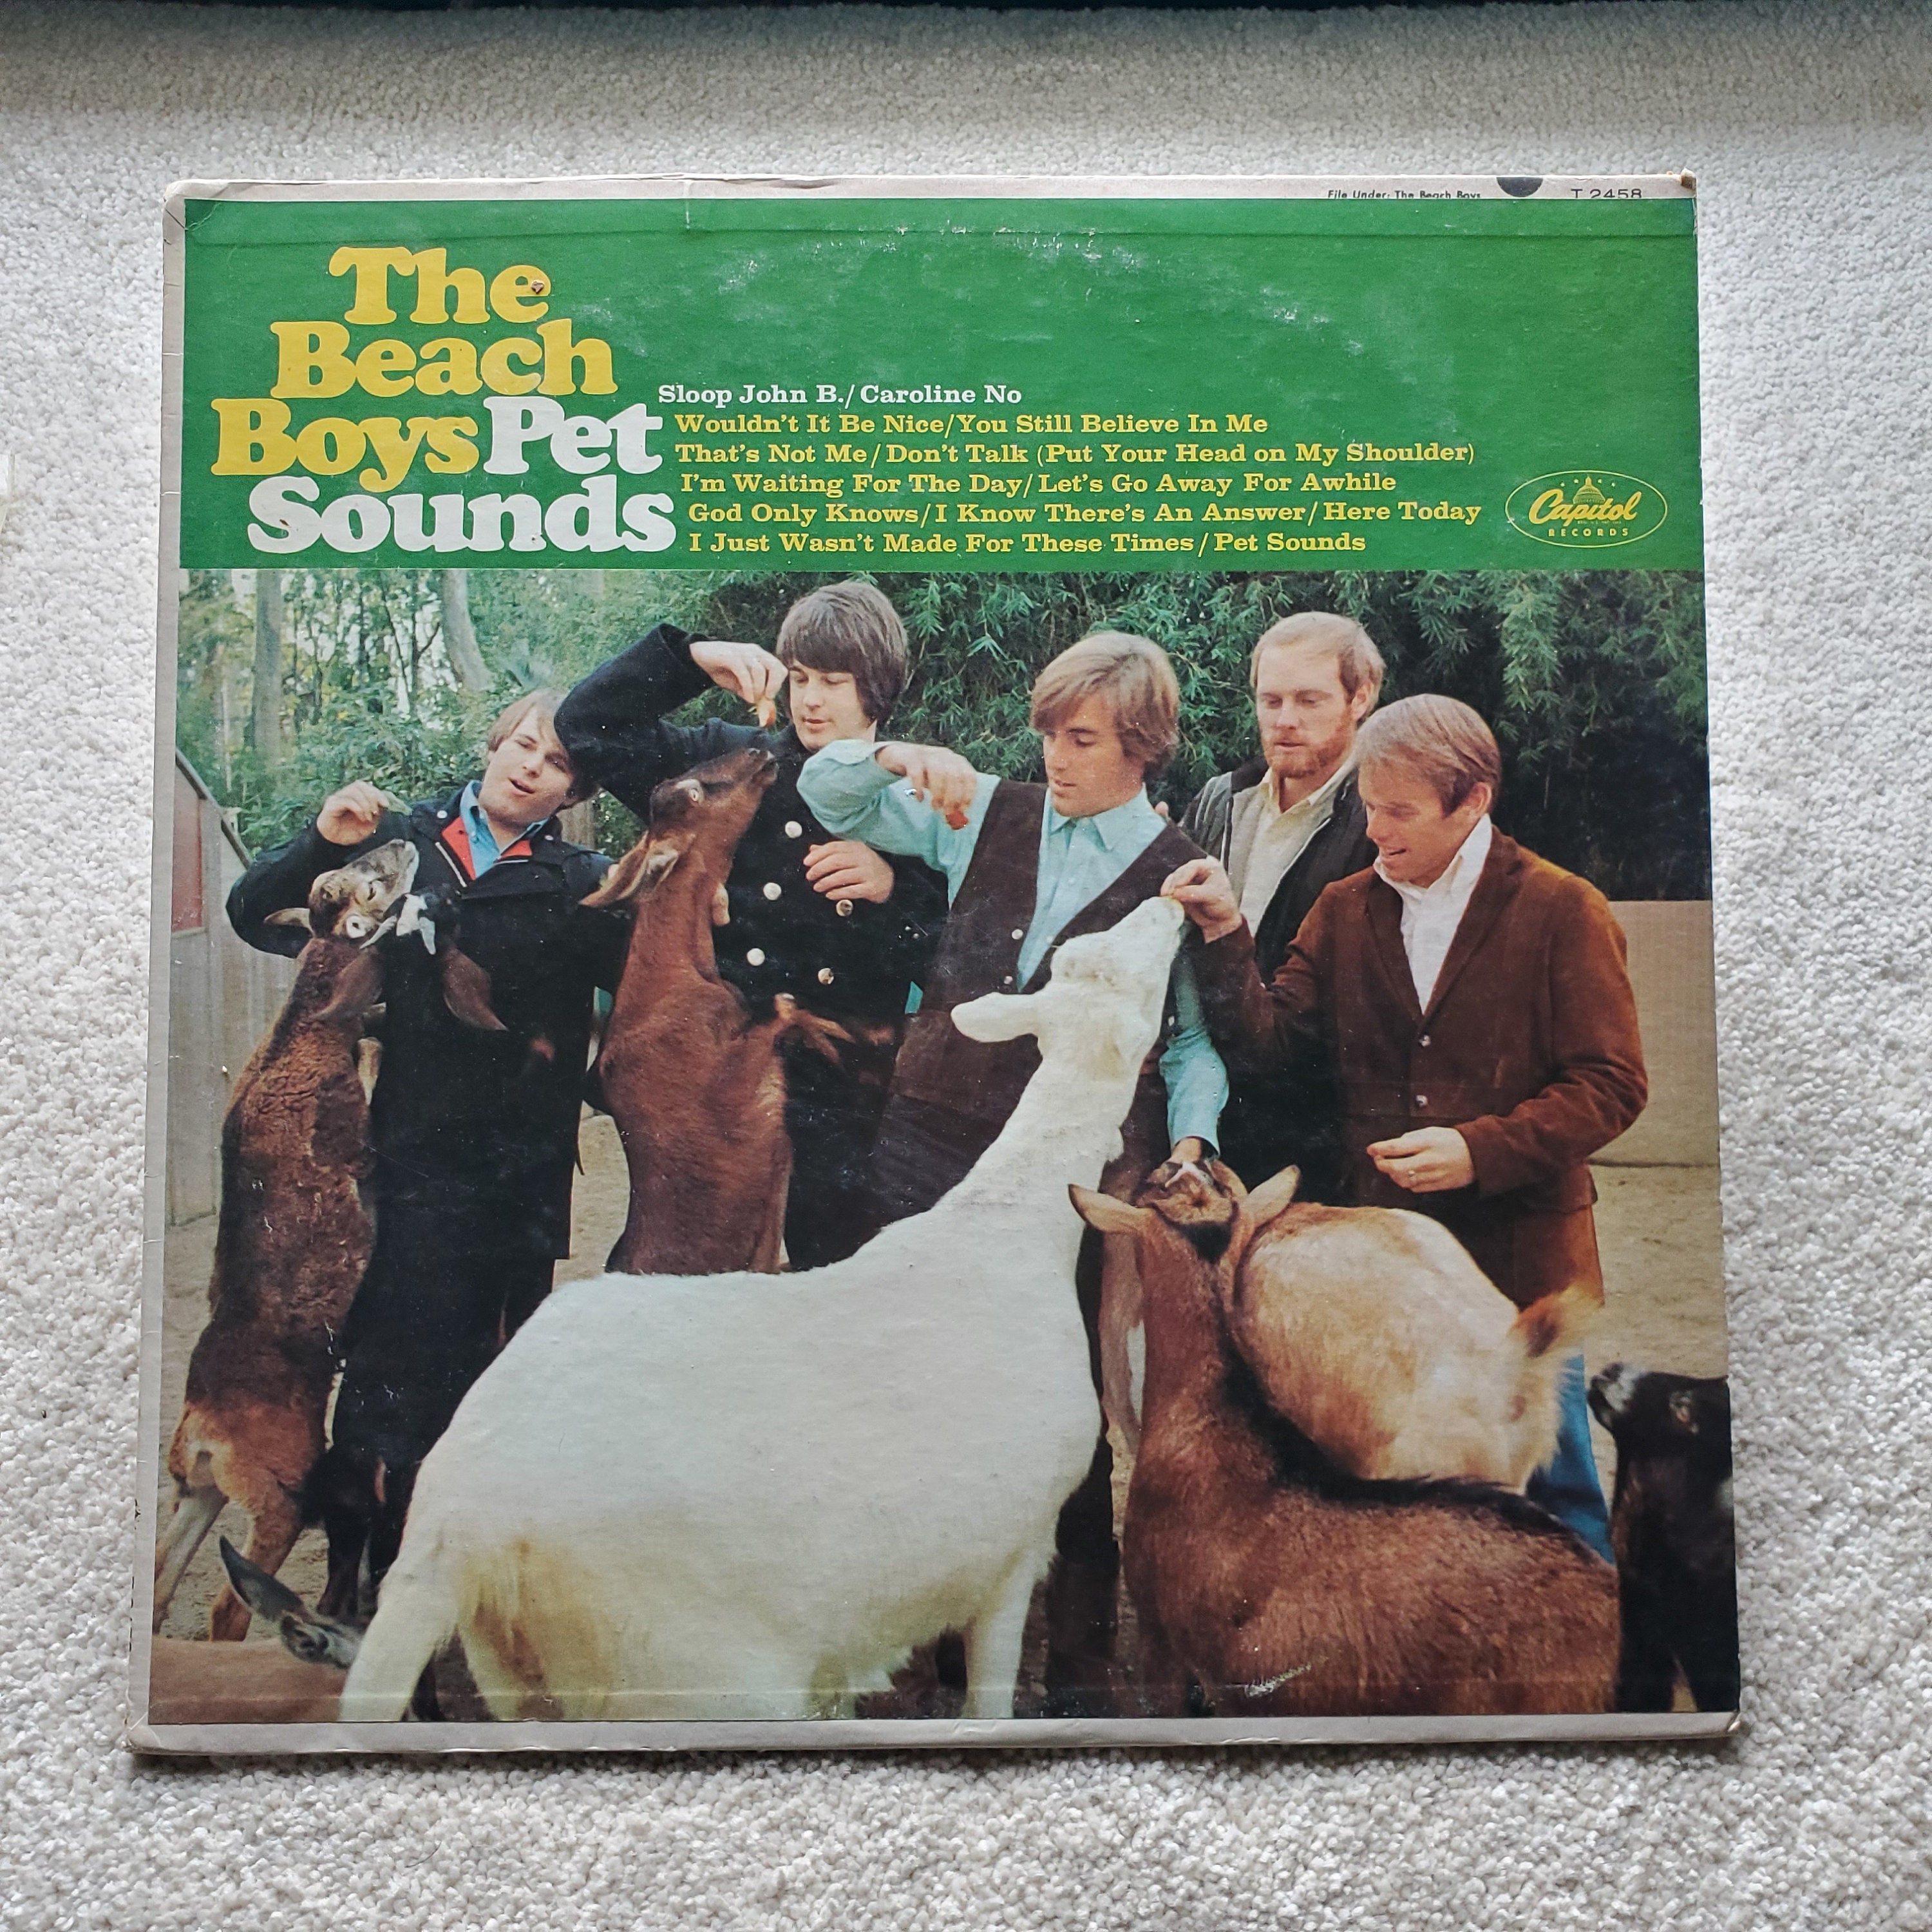 File Under: The Beach Boys T 2458
The
Beach
Boys Pet
Sounds
Sloop John B./Caroline No
Wouldn't It Be Nice/You Still Believe In Me
That's Not Me/Don't Talk (Put Your Head on My Shoulder)
I'm Waiting For The Day/Let's Go Away For Awhile
God Only Knows/I Know There's An Answer/Here Today
I Just Wasn't Made For These Times/Pet Sounds
Capitol
RECORDS